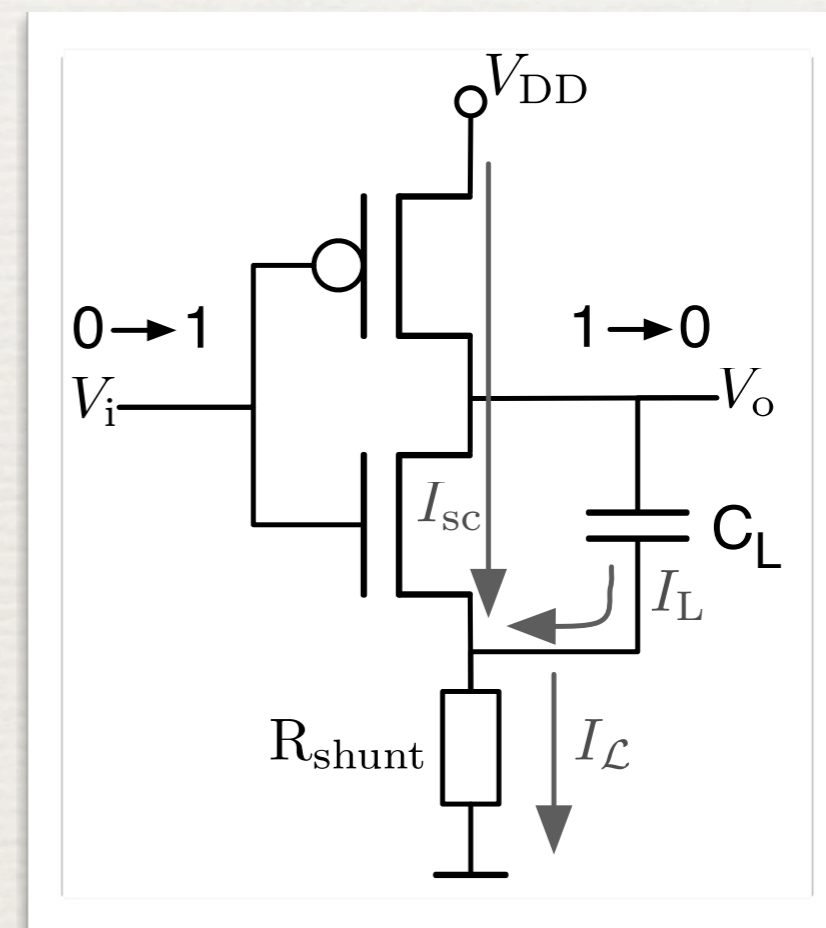 V_DD
0→1
1→0
V_i
V_o
I_sc
C_L
I_L
R_shunt
I_ℒ